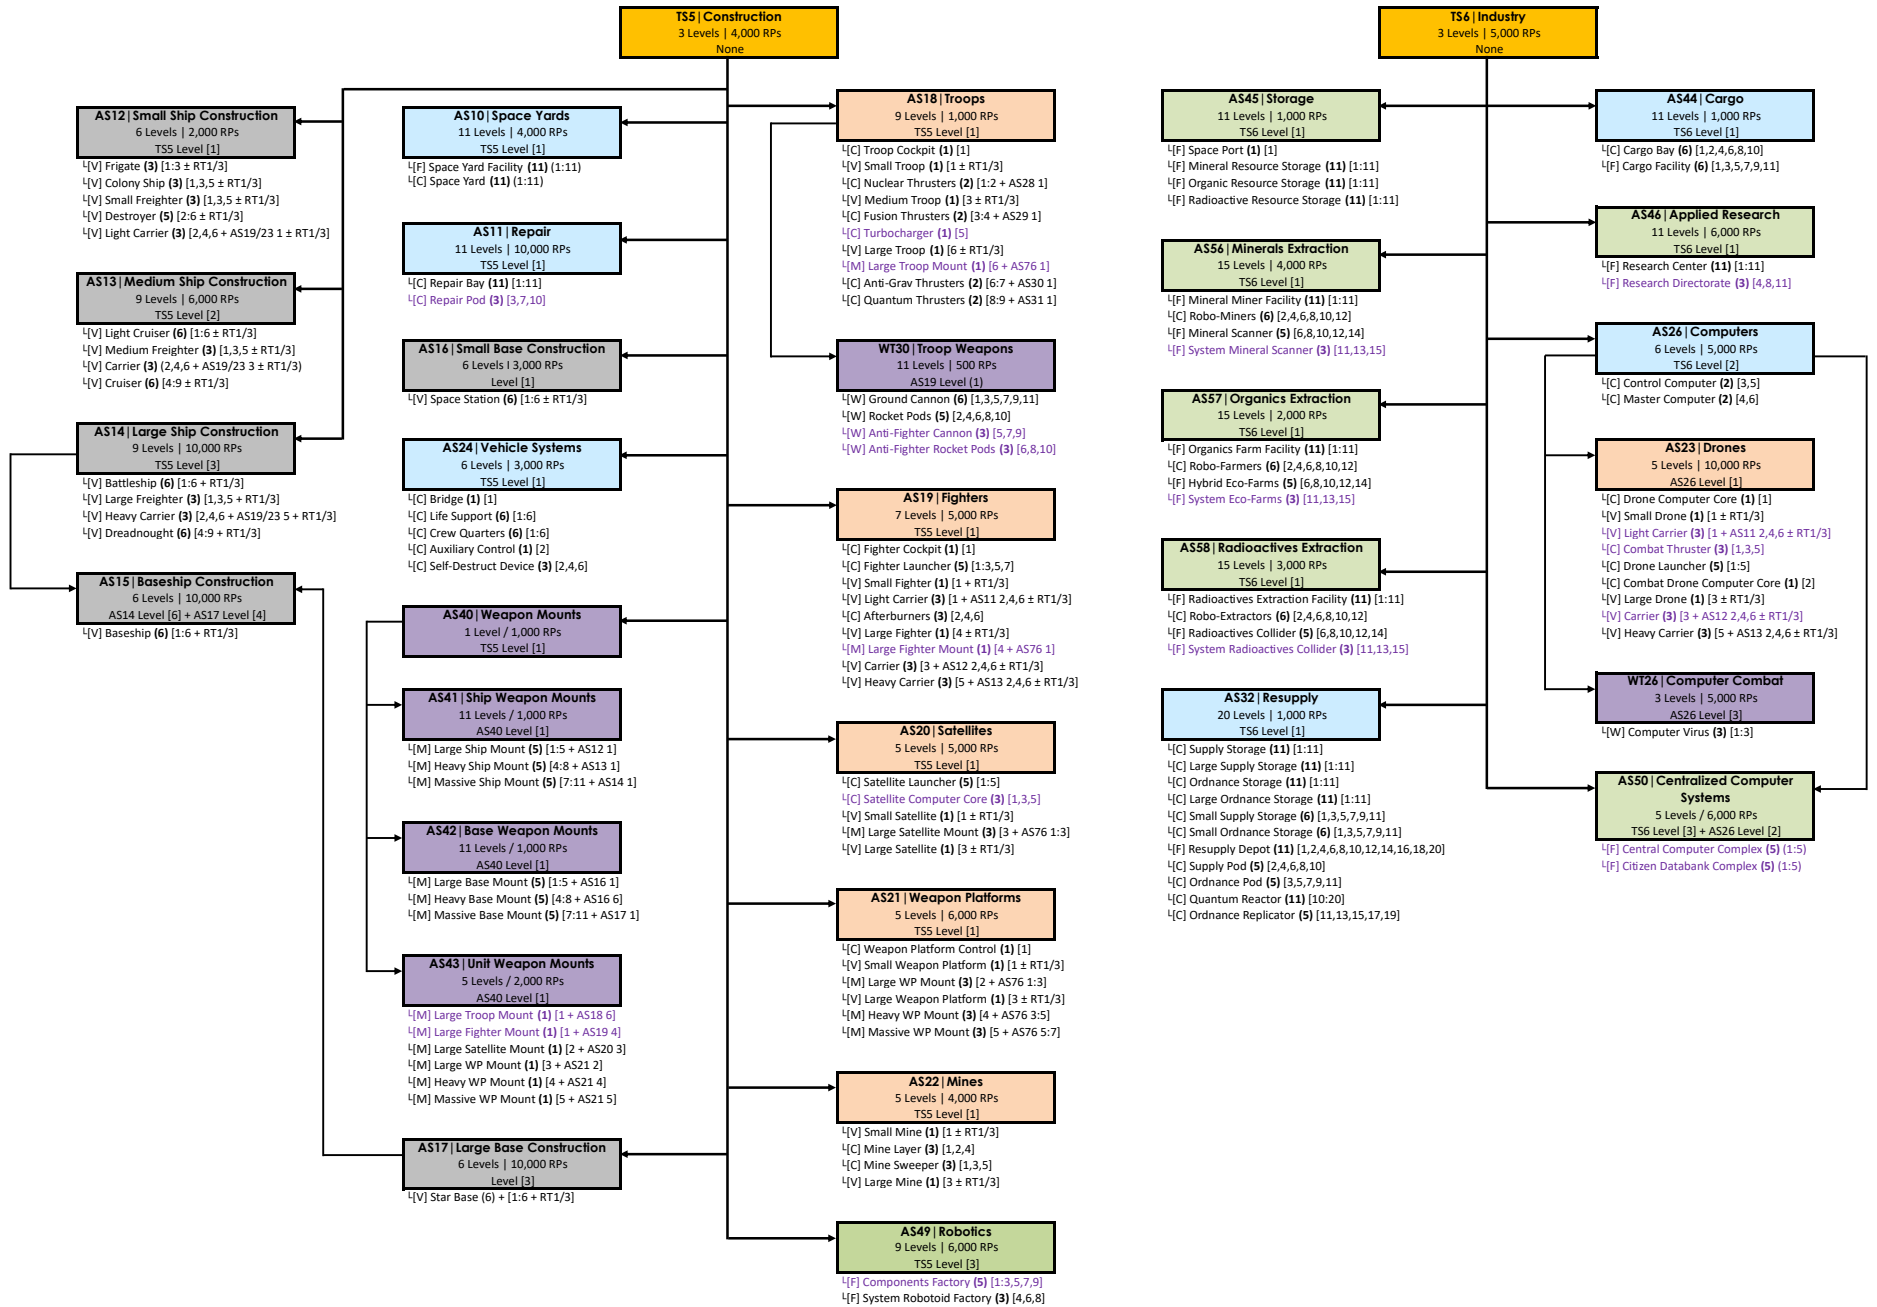 TS5|Construction
3 Levels | 4,000 RPs
None
AS12|Small Ship Construction
6 Levels | 2,000 RPs
TS5 Level [1]
└[V] Frigate (3) [1:3 ± RT1/3]
└[V] Colony Ship (3) [1,3,5 ± RT1/3]
└[V] Small Freighter (3) [1,3,5 ± RT1/3]
└[V] Destroyer (5) [2:6 ± RT1/3]
└[V] Light Carrier (3) [2,4,6 + AS19/23 1 ± RT1/3]
AS13|Medium Ship Construction
9 Levels | 6,000 RPs
TS5 Level [2]
└[V] Light Cruiser (6) [1:6 ± RT1/3]
└[V] Medium Freighter (3) [1,3,5 ± RT1/3]
└[V] Carrier (3) (2,4,6 + AS19/23 3 ± RT1/3)
└[V] Cruiser (6) [4:9 ± RT1/3]
AS14|Large Ship Construction
9 Levels | 10,000 RPs
TS5 Level [3]
└[V] Battleship (6) [1:6 + RT1/3]
└[V] Large Freighter (3) [1,3,5 + RT1/3]
└[V] Heavy Carrier (3) [2,4,6 + AS19/23 5 + RT1/3]
└[V] Dreadnought (6) [4:9 + RT1/3]
AS15|Baseship Construction
6 Levels | 10,000 RPs
AS14 Level [6] + AS17 Level [4]
└[V] Baseship (6) [1:6 + RT1/3]
AS10|Space Yards
11 Levels | 4,000 RPs
TS5 Level [1]
└[F] Space Yard Facility (11) (1:11)
└[C] Space Yard (11) (1:11)
AS11|Repair
11 Levels | 10,000 RPs
TS5 Level [1]
└[C] Repair Bay (11) [1:11]
└[C] Repair Pod (3) [3,7,10]
AS16|Small Base Construction
6 Levels I 3,000 RPs
Level [1]
└[V] Space Station (6) [1:6 ± RT1/3]
AS24|Vehicle Systems
6 Levels | 3,000 RPs
TS5 Level [1]
└[C] Bridge (1) [1]
└[C] Life Support (6) [1:6]
└[C] Crew Quarters (6) [1:6]
└[C] Auxiliary Control (1) [2]
└[C] Self-Destruct Device (3) [2,4,6]
AS40|Weapon Mounts
1 Level / 1,000 RPs
TS5 Level [1]
AS41|Ship Weapon Mounts
11 Levels / 1,000 RPs
AS40 Level [1]
└[M] Large Ship Mount (5) [1:5 + AS12 1]
└[M] Heavy Ship Mount (5) [4:8 + AS13 1]
└[M] Massive Ship Mount (5) [7:11 + AS14 1]
AS42|Base Weapon Mounts
11 Levels / 1,000 RPs
AS40 Level [1]
└[M] Large Base Mount (5) [1:5 + AS16 1]
└[M] Heavy Base Mount (5) [4:8 + AS16 6]
└[M] Massive Base Mount (5) [7:11 + AS17 1]
AS43|Unit Weapon Mounts
5 Levels / 2,000 RPs
AS40 Level [1]
└[M] Large Troop Mount (1) [1 + AS18 6]
└[M] Large Fighter Mount (1) [1 + AS19 4]
└[M] Large Satellite Mount (1) [2 + AS20 3]
└[M] Large WP Mount (1) [3 + AS21 2]
└[M] Heavy WP Mount (1) [4 + AS21 4]
└[M] Massive WP Mount (1) [5 + AS21 5]
AS17|Large Base Construction
6 Levels | 10,000 RPs
Level [3]
└[V] Star Base (6) + [1:6 + RT1/3]
AS18|Troops
9 Levels | 1,000 RPs
TS5 Level [1]
└[C] Troop Cockpit (1) [1]
└[V] Small Troop (1) [1 ± RT1/3]
└[C] Nuclear Thrusters (2) [1:2 + AS28 1]
└[V] Medium Troop (1) [3 ± RT1/3]
└[C] Fusion Thrusters (2) [3:4 + AS29 1]
└[C] Turbocharger (1) [5]
└[V] Large Troop (1) [6 ± RT1/3]
└[M] Large Troop Mount (1) [6 + AS76 1]
└[C] Anti-Grav Thrusters (2) [6:7 + AS30 1]
└[C] Quantum Thrusters (2) [8:9 + AS31 1]
WT30|Troop Weapons
11 Levels | 500 RPs
AS19 Level (1)
└[W] Ground Cannon (6) [1,3,5,7,9,11]
└[W] Rocket Pods (5) [2,4,6,8,10]
└[W] Anti-Fighter Cannon (3) [5,7,9]
└[W] Anti-Fighter Rocket Pods (3) [6,8,10]
AS19|Fighters
7 Levels | 5,000 RPs
TS5 Level [1]
└[C] Fighter Cockpit (1) [1]
└[C] Fighter Launcher (5) [1:3,5,7]
└[V] Small Fighter (1) [1 + RT1/3]
└[V] Light Carrier (3) [1 + AS11 2,4,6 ± RT1/3]
└[C] Afterburners (3) [2,4,6]
└[V] Large Fighter (1) [4 ± RT1/3]
└[M] Large Fighter Mount (1) [4 + AS76 1]
└[V] Carrier (3) [3 + AS12 2,4,6 ± RT1/3]
└[V] Heavy Carrier (3) [5 + AS13 2,4,6 ± RT1/3]
AS20|Satellites
5 Levels | 5,000 RPs
TS5 Level [1]
└[C] Satellite Launcher (5) [1:5]
└[C] Satellite Computer Core (3) [1,3,5]
└[V] Small Satellite (1) [1 ± RT1/3]
└[M] Large Satellite Mount (3) [3 + AS76 1:3]
└[V] Large Satellite (1) [3 ± RT1/3]
AS21|Weapon Platforms
5 Levels | 6,000 RPs
TS5 Level [1]
└[C] Weapon Platform Control (1) [1]
└[V] Small Weapon Platform (1) [1 ± RT1/3]
└[M] Large WP Mount (3) [2 + AS76 1:3]
└[V] Large Weapon Platform (1) [3 ± RT1/3]
└[M] Heavy WP Mount (3) [4 + AS76 3:5]
└[M] Massive WP Mount (3) [5 + AS76 5:7]
AS22|Mines
5 Levels | 4,000 RPs
TS5 Level [1]
└[V] Small Mine (1) [1 ± RT1/3]
└[C] Mine Layer (3) [1,2,4]
└[C] Mine Sweeper (3) [1,3,5]
└[V] Large Mine (1) [3 ± RT1/3]
AS49|Robotics
9 Levels | 6,000 RPs
TS5 Level [3]
└[F] Components Factory (5) [1:3,5,7,9]
└[F] System Robotoid Factory (3) [4,6,8]
TS6|Industry
3 Levels | 5,000 RPs
None
AS45|Storage
11 Levels | 1,000 RPs
TS6 Level [1]
└[F] Space Port (1) [1]
└[F] Mineral Resource Storage (11) [1:11]
└[F] Organic Resource Storage (11) [1:11]
└[F] Radioactive Resource Storage (11) [1:11]
AS56|Minerals Extraction
15 Levels | 4,000 RPs
TS6 Level [1]
└[F] Mineral Miner Facility (11) [1:11]
└[C] Robo-Miners (6) [2,4,6,8,10,12]
└[F] Mineral Scanner (5) [6,8,10,12,14]
└[F] System Mineral Scanner (3) [11,13,15]
AS57|Organics Extraction
15 Levels | 2,000 RPs
TS6 Level [1]
└[F] Organics Farm Facility (11) [1:11]
└[C] Robo-Farmers (6) [2,4,6,8,10,12]
└[F] Hybrid Eco-Farms (5) [6,8,10,12,14]
└[F] System Eco-Farms (3) [11,13,15]
AS58|Radioactives Extraction
15 Levels | 3,000 RPs
TS6 Level [1]
└[F] Radioactives Extraction Facility (11) [1:11]
└[C] Robo-Extractors (6) [2,4,6,8,10,12]
└[F] Radioactives Collider (5) [6,8,10,12,14]
└[F] System Radioactives Collider (3) [11,13,15]
AS32|Resupply
20 Levels | 1,000 RPs
TS6 Level [1]
└[C] Supply Storage (11) [1:11]
└[C] Large Supply Storage (11) [1:11]
└[C] Ordnance Storage (11) [1:11]
└[C] Large Ordnance Storage (11) [1:11]
└[C] Small Supply Storage (6) [1,3,5,7,9,11]
└[C] Small Ordnance Storage (6) [1,3,5,7,9,11]
└[F] Resupply Depot (11) [1,2,4,6,8,10,12,14,16,18,20]
└[C] Supply Pod (5) [2,4,6,8,10]
└[C] Ordnance Pod (5) [3,5,7,9,11]
└[C] Quantum Reactor (11) [10:20]
└[C] Ordnance Replicator (5) [11,13,15,17,19]
AS44|Cargo
11 Levels | 1,000 RPs
TS6 Level [1]
└[C] Cargo Bay (6) [1,2,4,6,8,10]
└[F] Cargo Facility (6) [1,3,5,7,9,11]
AS46|Applied Research
11 Levels | 6,000 RPs
TS6 Level [1]
└[F] Research Center (11) [1:11]
└[F] Research Directorate (3) [4,8,11]
AS26|Computers
6 Levels | 5,000 RPs
TS6 Level [2]
└[C] Control Computer (2) [3,5]
└[C] Master Computer (2) [4,6]
AS23|Drones
5 Levels | 10,000 RPs
AS26 Level [1]
└[C] Drone Computer Core (1) [1]
└[V] Small Drone (1) [1 ± RT1/3]
└[V] Light Carrier (3) [1 + AS11 2,4,6 ± RT1/3]
└[C] Combat Thruster (3) [1,3,5]
└[C] Drone Launcher (5) [1:5]
└[C] Combat Drone Computer Core (1) [2]
└[V] Large Drone (1) [3 ± RT1/3]
└[V] Carrier (3) [3 + AS12 2,4,6 ± RT1/3]
└[V] Heavy Carrier (3) [5 + AS13 2,4,6 ± RT1/3]
WT26|Computer Combat
3 Levels | 5,000 RPs
AS26 Level [3]
└[W] Computer Virus (3) [1:3]
AS50|Centralized Computer
Systems
5 Levels / 6,000 RPs
TS6 Level [3] + AS26 Level [2]
└[F] Central Computer Complex (5) (1:5)
└[F] Citizen Databank Complex (5) (1:5)